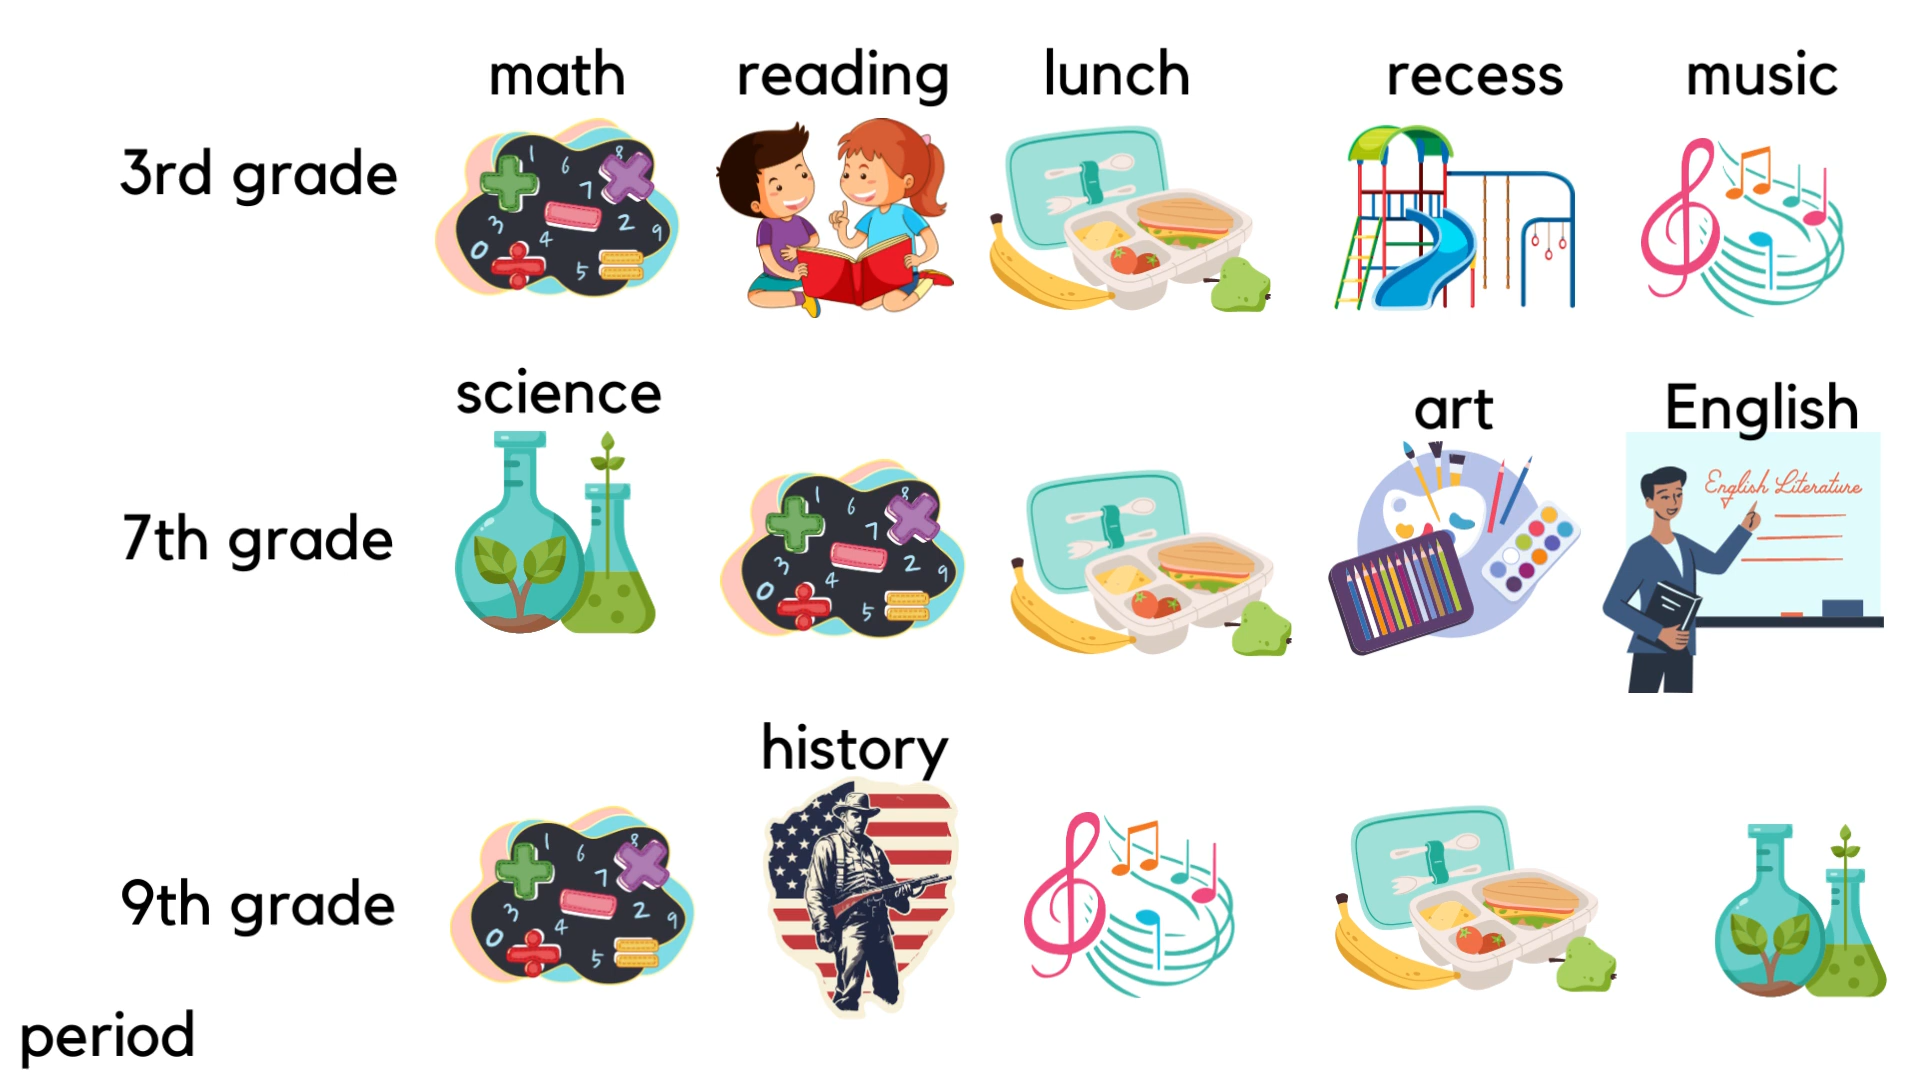 math reading lunch recess music
3rd grade
science
art English
English Literature
7th grade
history
9th grade
period